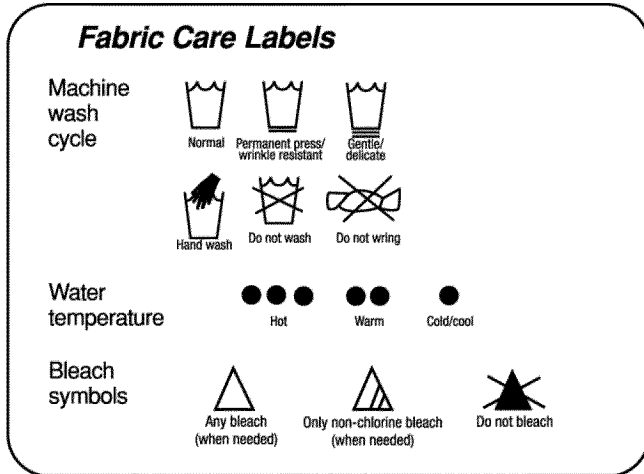 Fabric Care Labels
Machine
wash
cycle
Normal
Permanent press/
wrinkle resistant
Gentle/
delicate
Hand wash
Do not wash
Do not wring
Water
temperature
Hot
Warm
Cold/cool
Bleach
symbols
Any bleach
(when needed)
Only non-chlorine bleach
(when needed)
Do not bleach